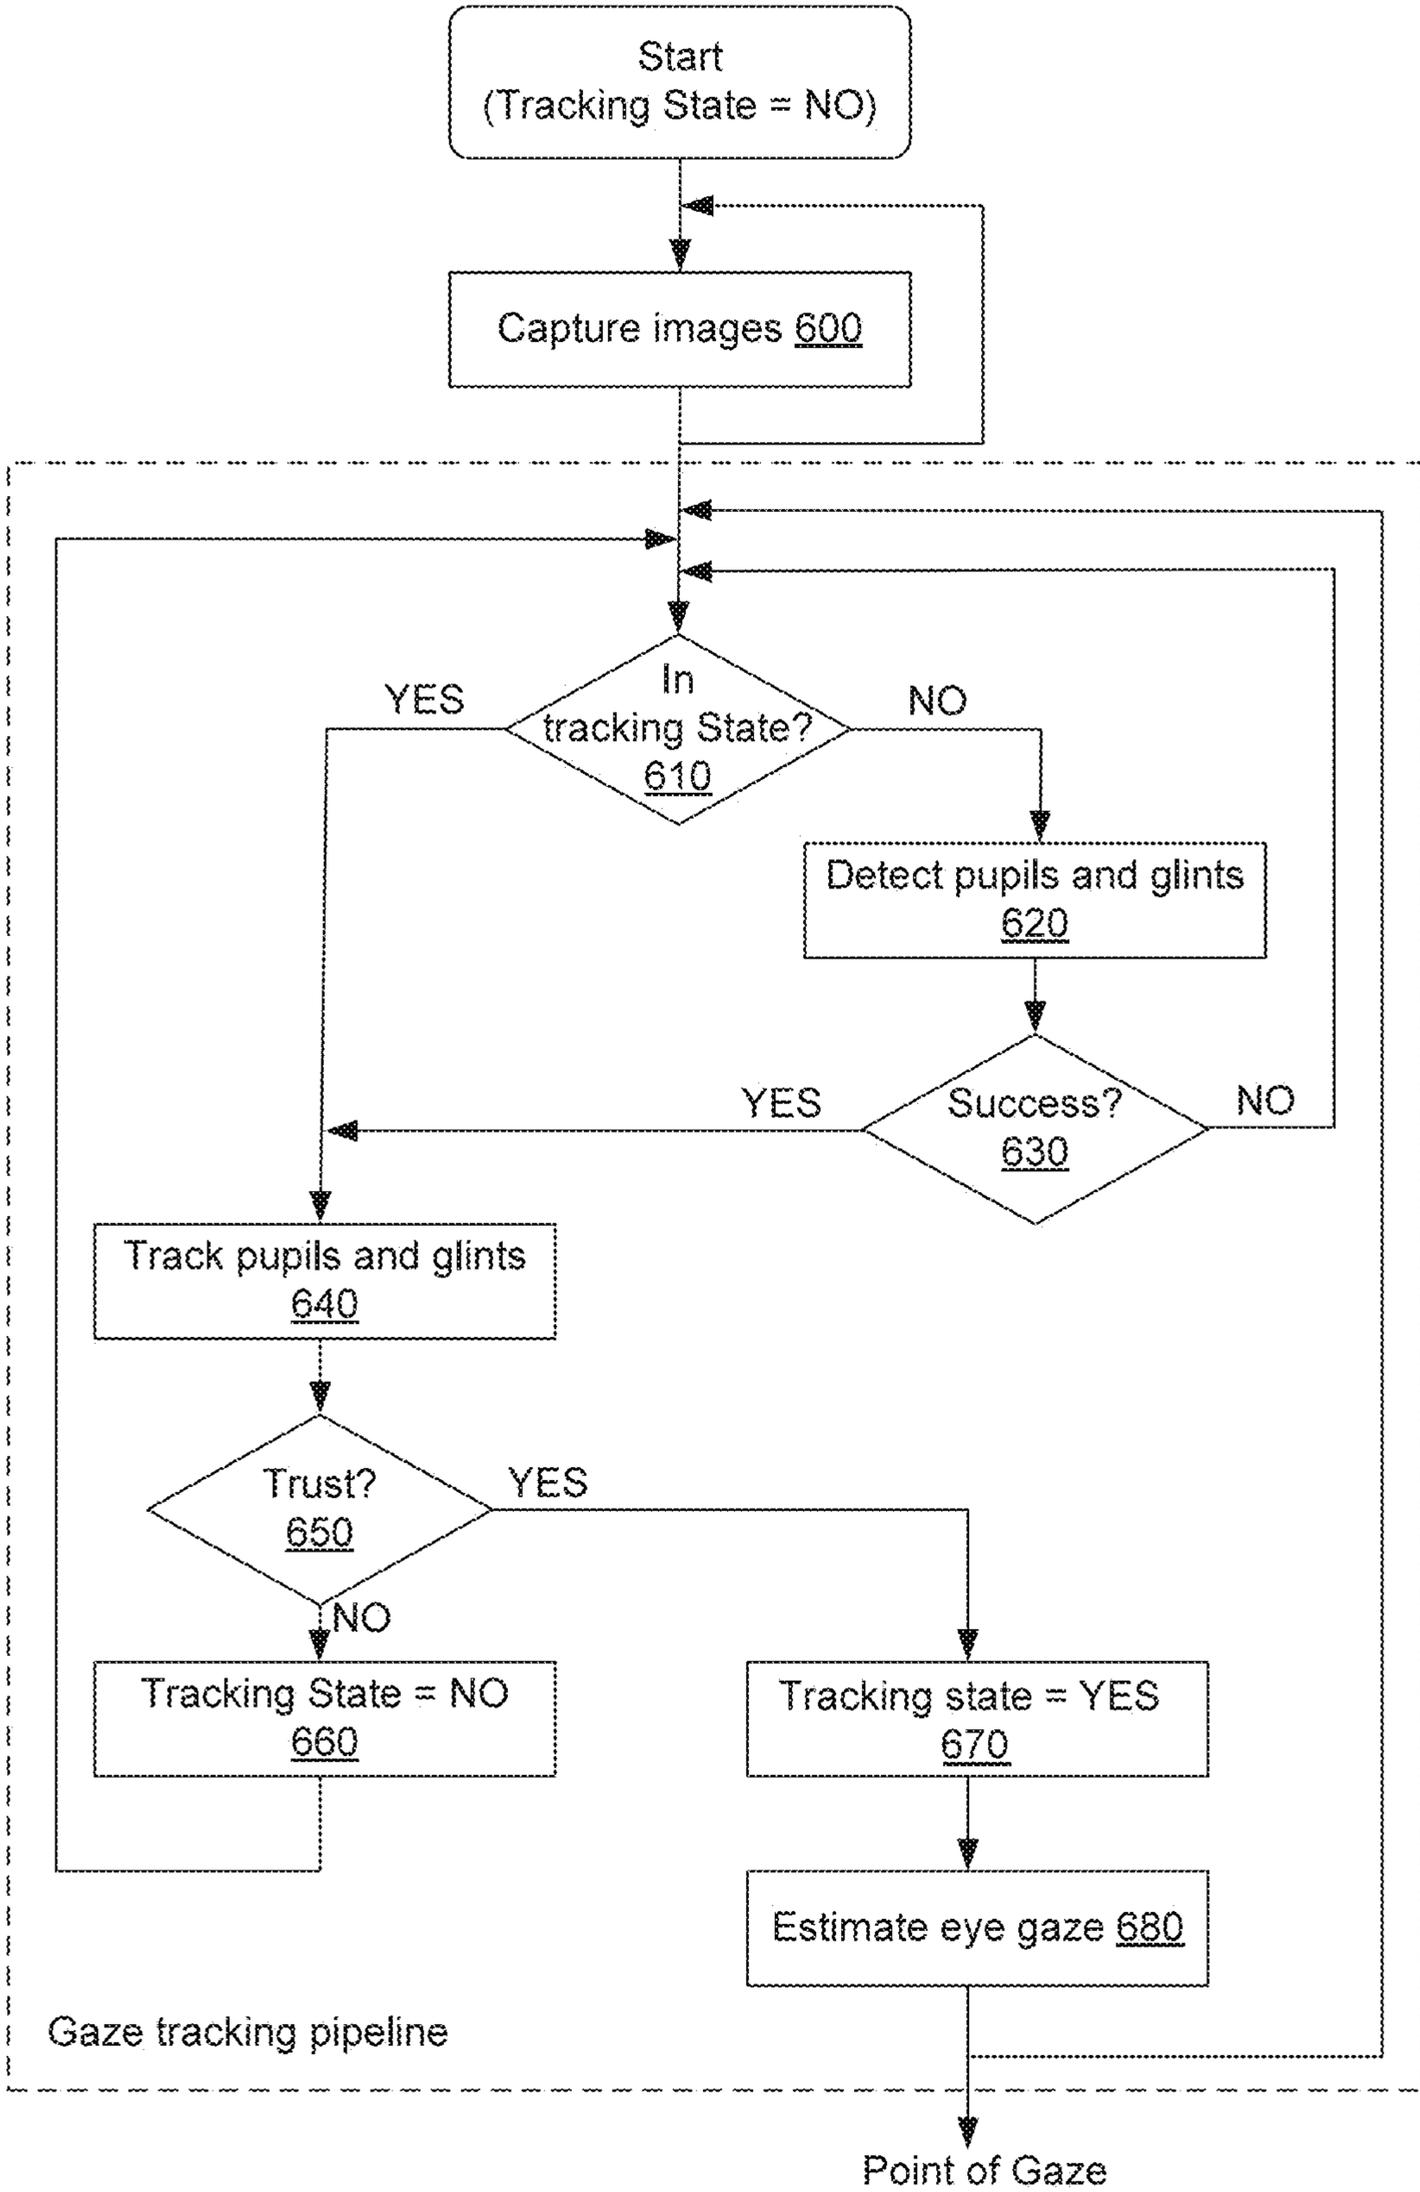 Start
(Tracking State = NO)
Capture images 600
In
tracking State?
610
YES
NO
Detect pupils and glints
620
Success?
630
YES
NO
Track pupils and glints
640
Trust?
650
YES
NO
Tracking State = NO
660
Tracking state = YES
670
Estimate eye gaze 680
Gaze tracking pipeline
Point of Gaze